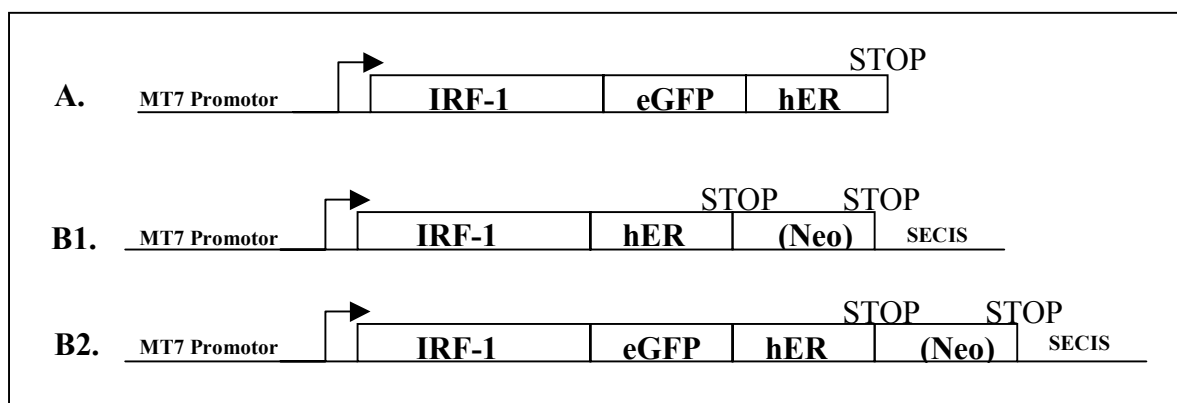 STOP
A. MT7 Promotor IRF-1 eGFP hER
STOP STOP
B1. MT7 Promotor IRF-1 hER (Neo) SECIS
STOP STOP
B2. MT7 Promotor IRF-1 eGFP hER (Neo) SECIS